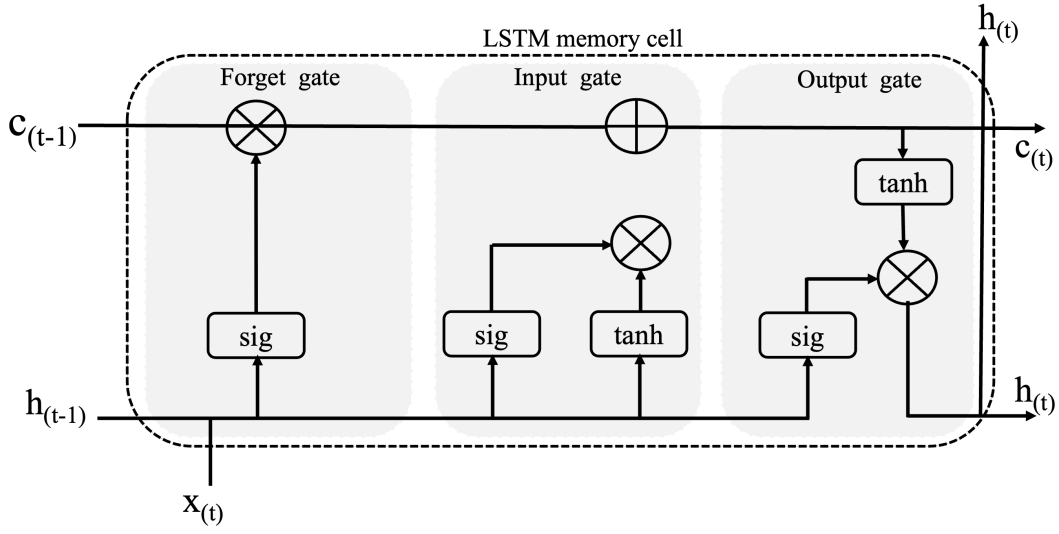 h(t)
LSTM memory cell
Forget gate
Input gate
Output gate
c(t-1)
c(t)
tanh
sig
sig
tanh
sig
h(t-1)
h(t)
x(t)